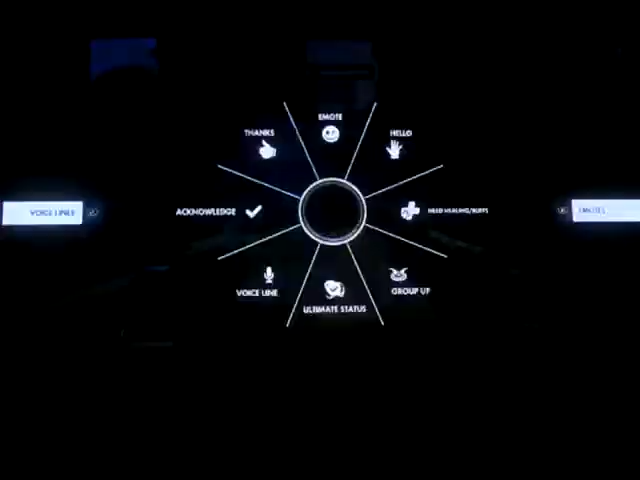 EMOTE
THANKS
HELLO
VOICE LINES
ACKNOWLEDGE
NEED HEALING/BUFFS
EMOTES
VOICE LINE
GROUP UP
ULTIMATE STATUS